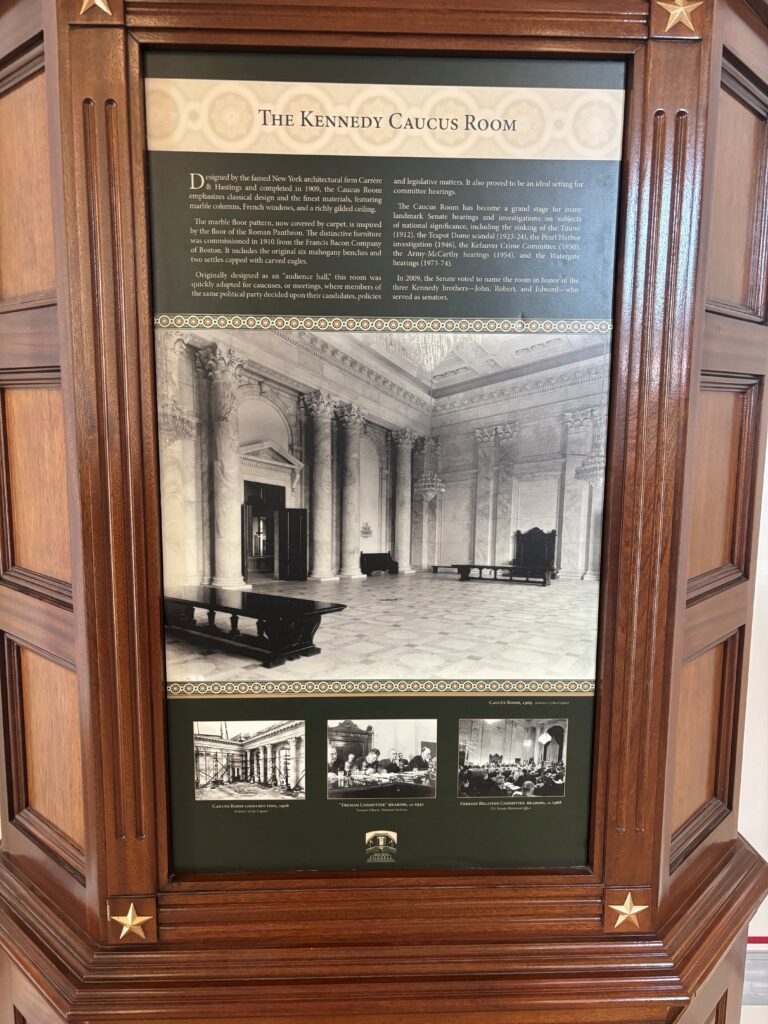 The Kennedy Caucus Room
Designed by the famed New York architectural firm Carrère
& Hastings and completed in 1909, the Caucus Room
emphasizes classical design and the finest materials, featuring
marble columns, French windows, and a richly gilded ceiling.
The marble floor pattern, now covered by carpet, is inspired
by the floor of the Roman Pantheon. The distinctive furniture
was commissioned in 1910 from the Francis Bacon Company
of Boston. It includes the original six mahogany benches and
two settles capped with carved eagles.
Originally designed as an "audience hall," this room was
quickly adapted for caucuses, or meetings, where members of
the same political party decided upon their candidates, policies
and legislative matters. It also proved to be an ideal setting for
committee hearings.
The Caucus Room has become a grand stage for many
landmark Senate hearings and investigations on subjects
of national significance, including the sinking of the Titanic
(1912), the Teapot Dome scandal (1923-24), the Pearl Harbor
investigation (1946), the Kefauver Crime Committee (1950),
the Army-McCarthy hearings (1954), and the Watergate
hearings (1973-74).
In 2009, the Senate voted to name the room in honor of the
three Kennedy brothers—John, Robert, and Edward—who
served as senators.
Caucus Room, 1909 Architect of the Capitol
Caucus Room construction, 1908
Architect of the Capitol
"Truman Committee" hearing, ca 1937
Truman Library, National Archives
Foreign Relation Committee hearing, ca 1966
U.S. Senate Historical Office
RUSSELL